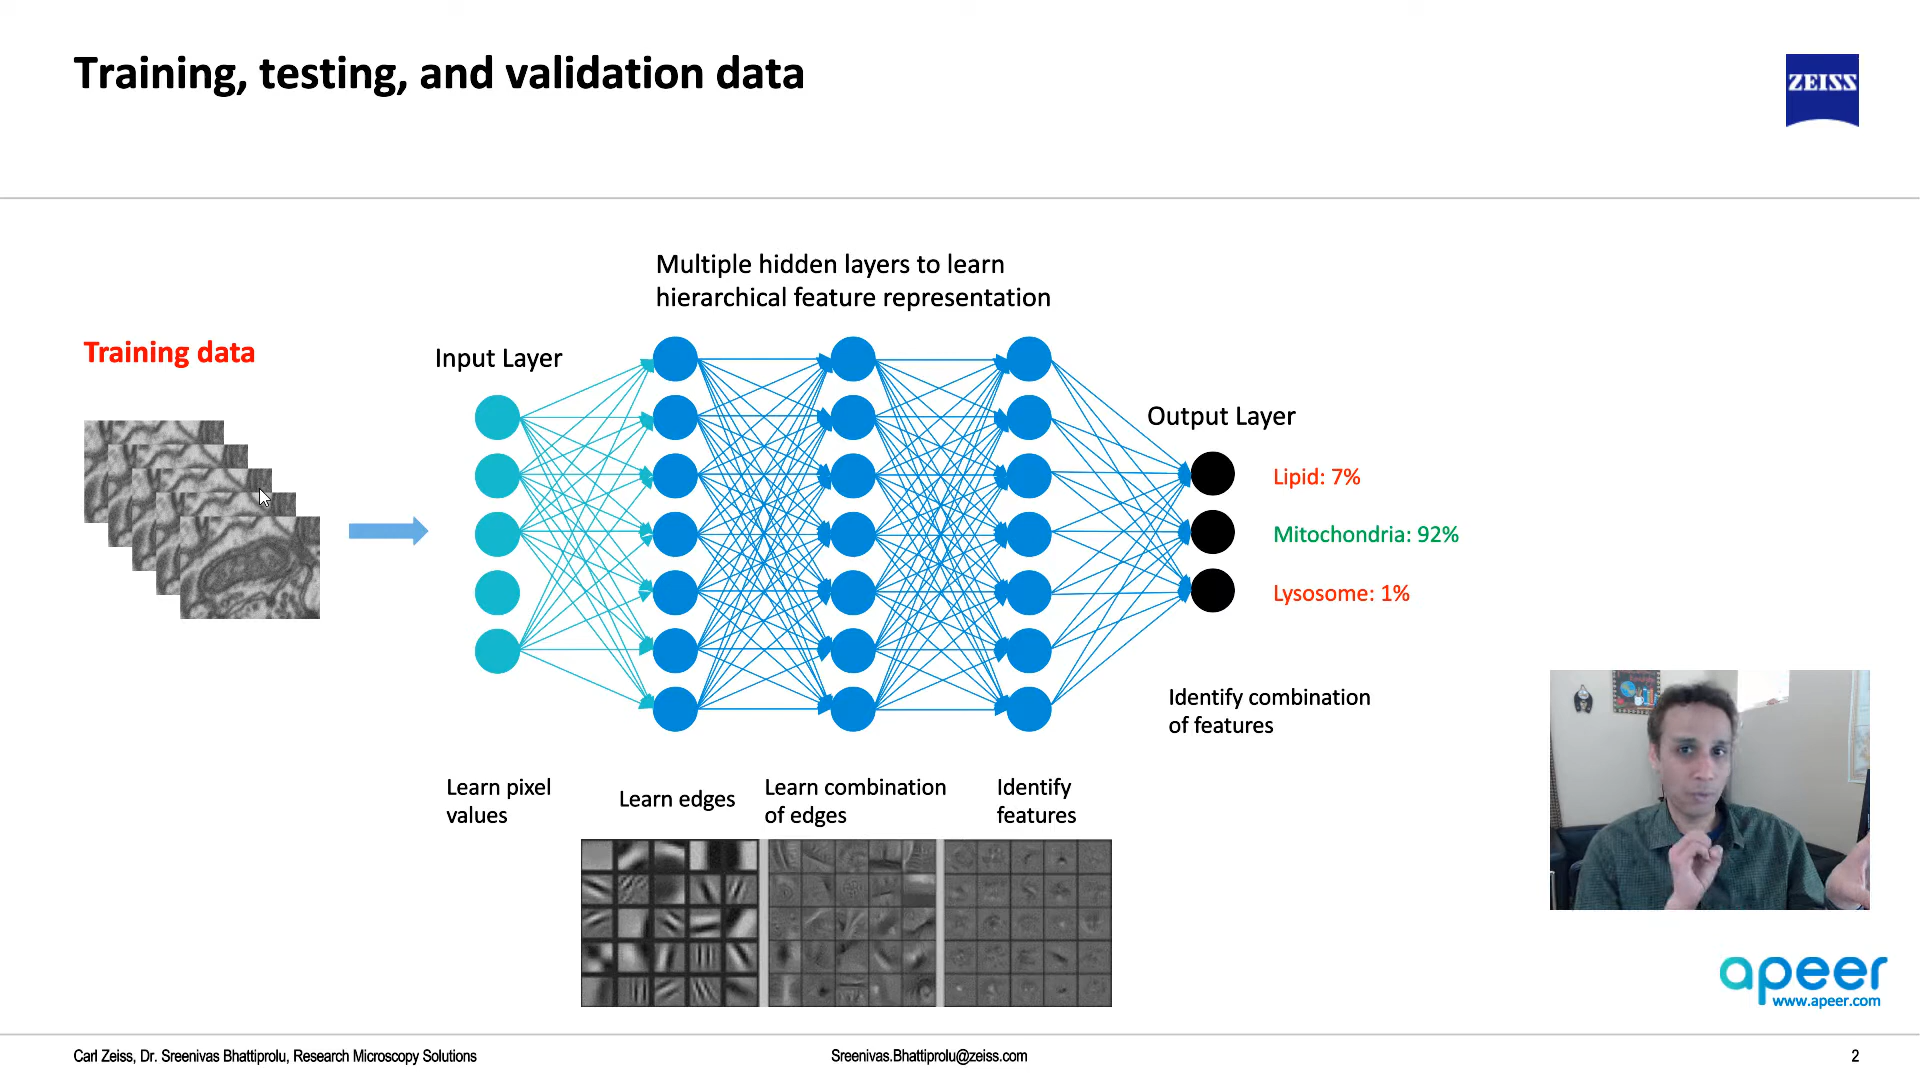 Training, testing, and validation data
ZEISS
Multiple hidden layers to learn
hierarchical feature representation
Training data
Input Layer
Output Layer
Lipid: 7%
Mitochondria: 92%
Lysosome: 1%
Identify combination
of features
Learn pixel
values
Learn edges
Learn combination
of edges
Identify
features
apeer
www.apeer.com
Carl Zeiss, Dr. Sreenivas Bhattiprolu, Research Microscopy Solutions
Sreenivas.Bhattiprolu@zeiss.com
2